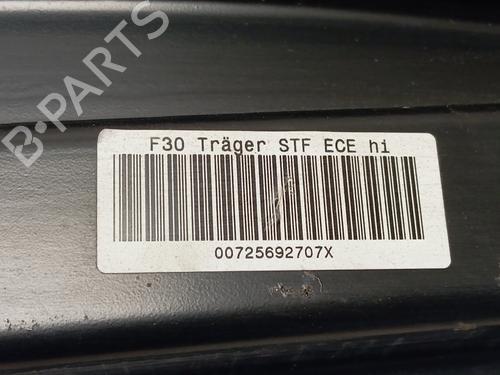 B-PARTS
F30 Träger STF ECE hi
00725692707X